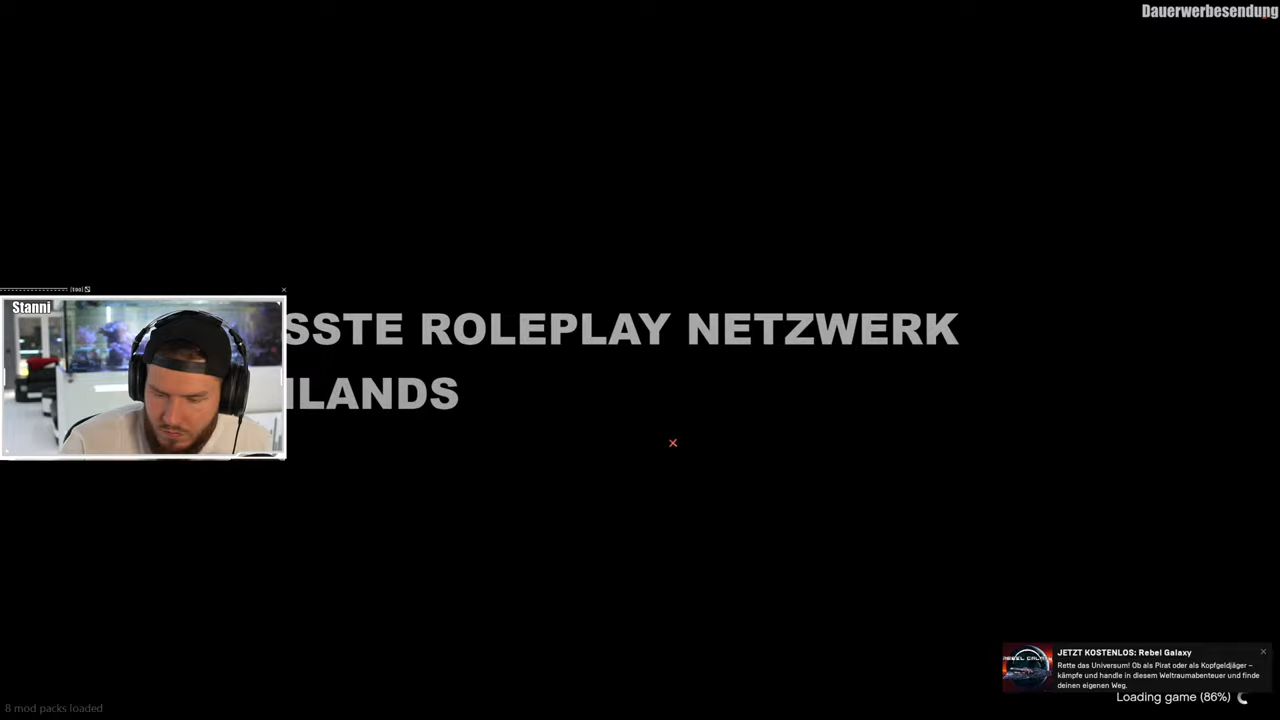 Dauerwerbesendung
Stanni
SSTE ROLEPLAY NETZWERK
LANDS
JETZT KOSTENLOS: Rebel Galaxy
Rette das Universum! Ob als Pirat oder als Kopfgeldjäger –
kämpfe und handle in diesem Weltraumabenteuer und finde
deinen eigenen Weg.
Loading game (86%)
8 mod packs loaded